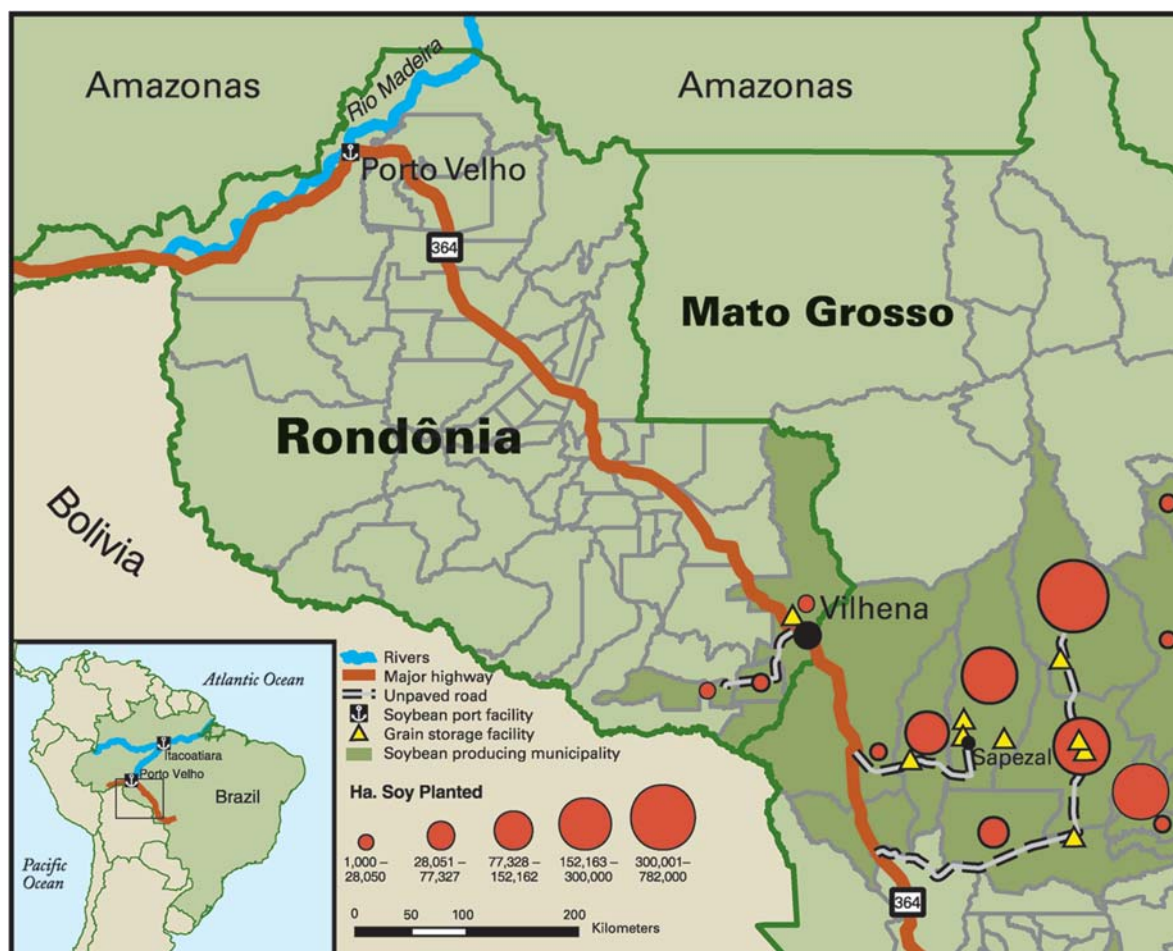 Amazonas
Rio Madeira
Amazonas
Porto Velho
364
Mato Grosso
Rondônia
Bolivia
Vilhena
Sapezal
364
Atlantic Ocean
Itacoatiara
Porto Velho
Brazil
Pacific
Ocean
Rivers
Major highway
Unpaved road
Soybean port facility
Grain storage facility
Soybean producing municipality
Ha. Soy Planted
1,000 – 28,050
28,051 – 77,327
77,328 – 152,162
152,163 – 300,000
300,001– 782,000
0 50 100 200
Kilometers